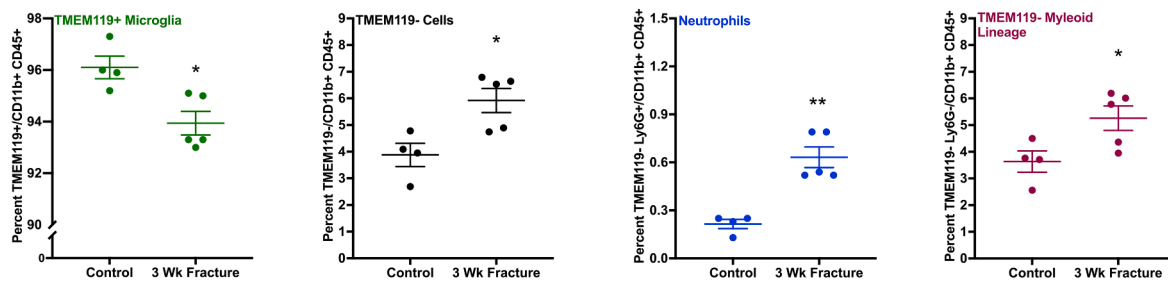 TMEM119+ Microglia
Percent TMEM119+/CD11b+ CD45+
98
96
94
92
90
0
*
Control
3 Wk Fracture
TMEM119- Cells
Percent TMEM119-/CD11b+ CD45+
9
8
7
6
5
4
3
2
1
0
*
Control
3 Wk Fracture
Neutrophils
Percent TMEM119- Ly6G+/CD11b+ CD45+
1.5
1.2
0.9
0.6
0.3
0.0
**
Control
3 Wk Fracture
TMEM119- Myleoid
Lineage
Percent TMEM119- Ly6G-/CD11b+ CD45+
9
8
7
6
5
4
3
2
1
0
*
Control
3 Wk Fracture